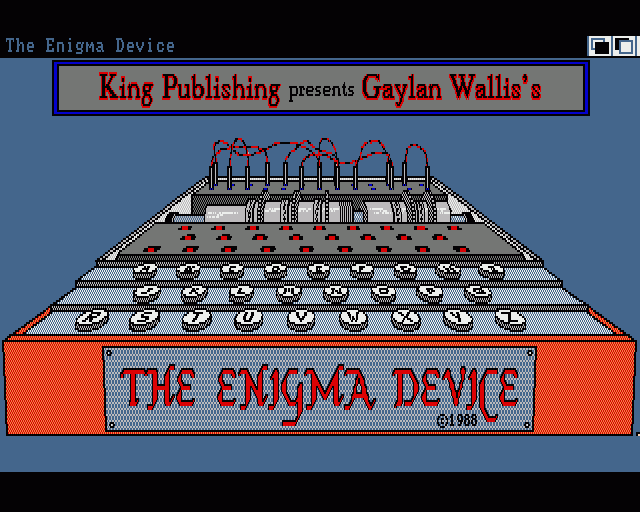 The Enigma Device
King Publishing presents Gaylan Wallis's
R S T U V W X Y Z
THE ENIGMA DEVICE
©1988